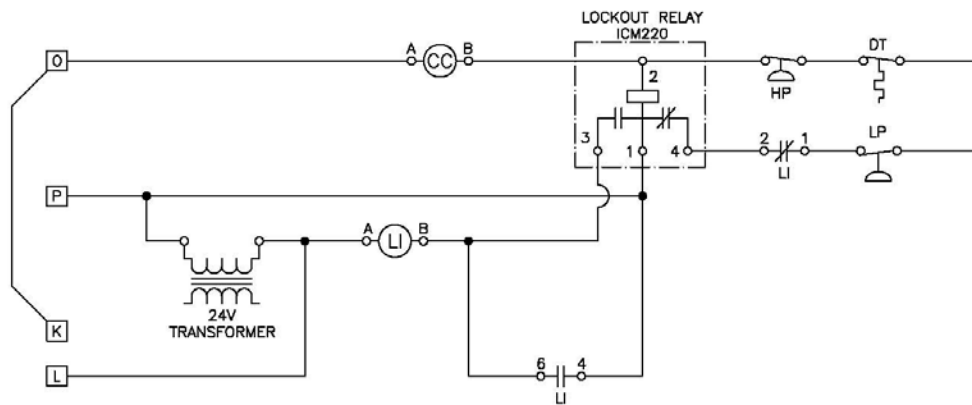 LOCKOUT RELAY
ICM220
O
A
CC
B
2
HP
DT
3
1
4
2
1
LI
LP
P
A
LI
B
24V
TRANSFORMER
K
L
6
4
LI